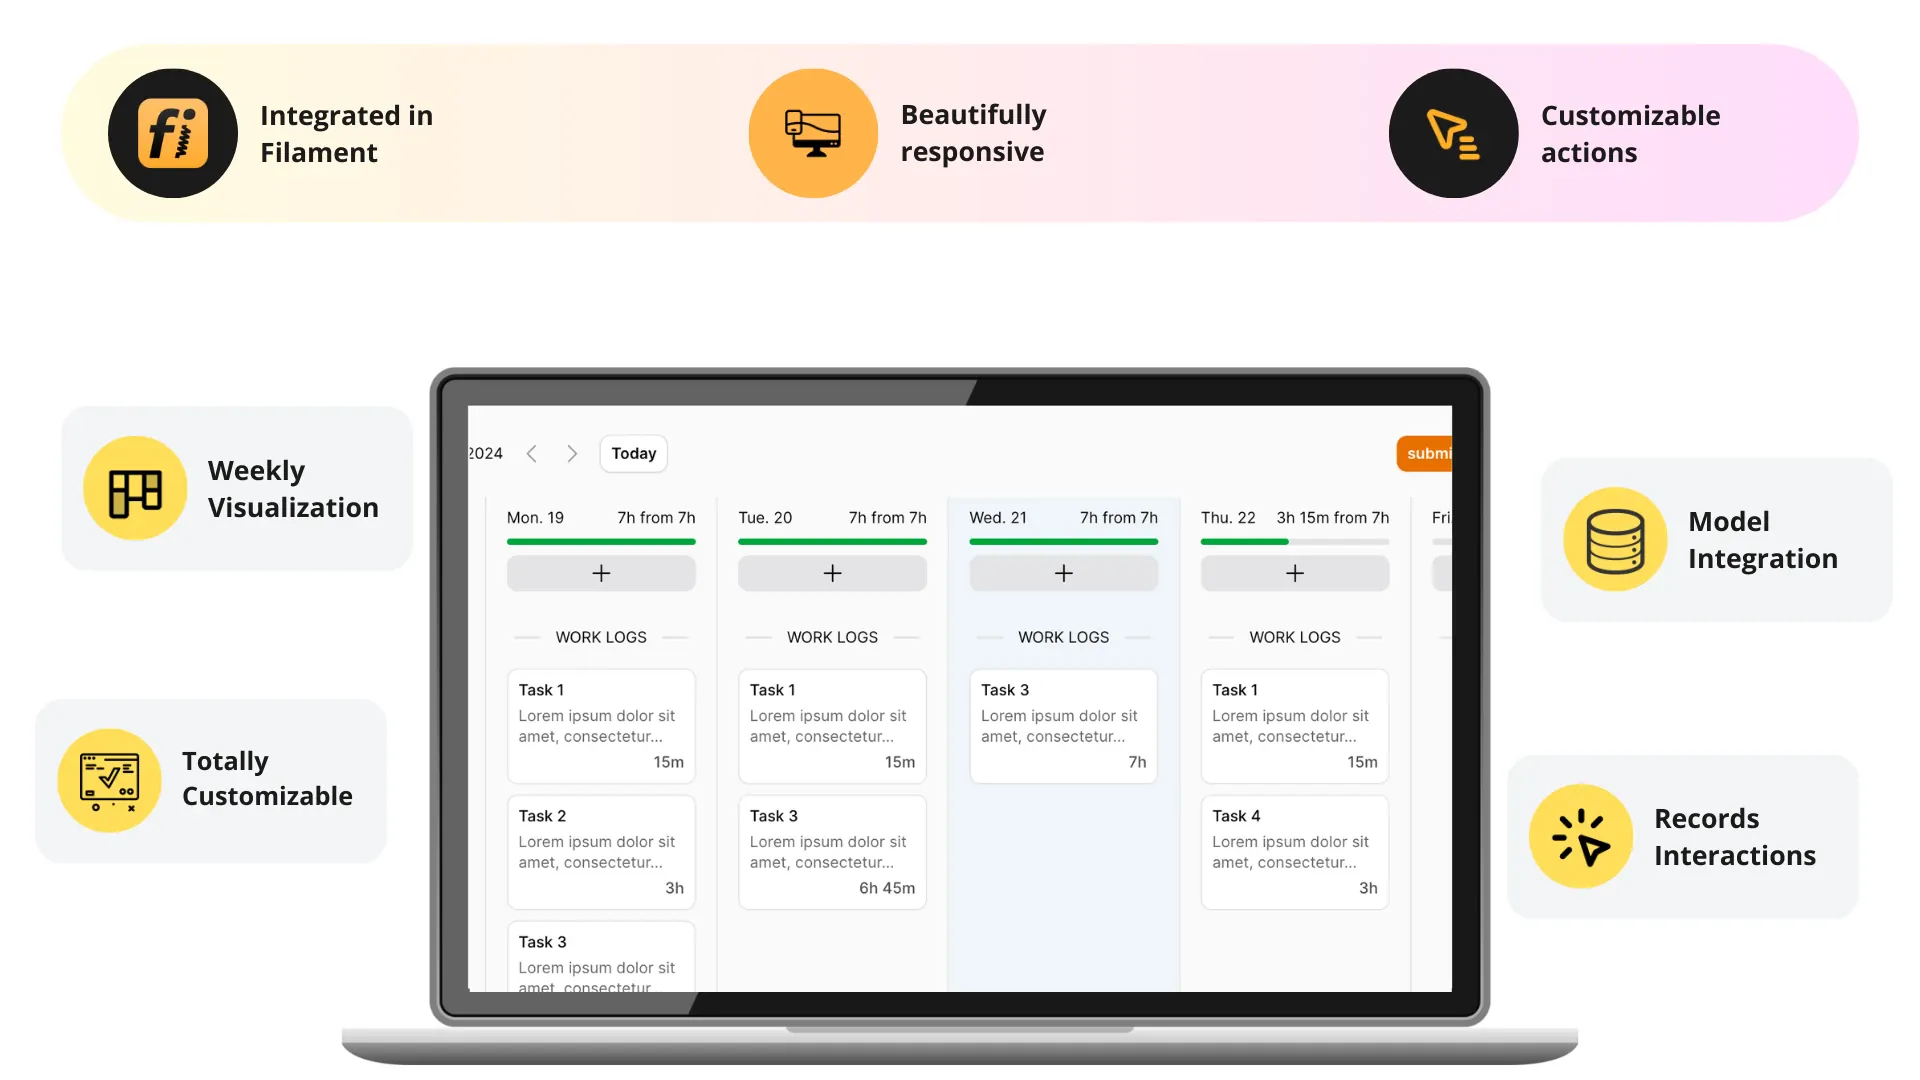 fi
Integrated in
Filament
Beautifully
responsive
Customizable
actions
Weekly
Visualization
Totally
Customizable
2024
Today
submi
Mon. 19 7h from 7h
+
WORK LOGS
Task 1
Lorem ipsum dolor sit
amet, consectetur...
15m
Task 2
Lorem ipsum dolor sit
amet, consectetur...
3h
Task 3
Lorem ipsum dolor sit
amet, consectetur...
Tue. 20 7h from 7h
+
WORK LOGS
Task 1
Lorem ipsum dolor sit
amet, consectetur...
15m
Task 3
Lorem ipsum dolor sit
amet, consectetur...
6h 45m
Wed. 21 7h from 7h
+
WORK LOGS
Task 3
Lorem ipsum dolor sit
amet, consectetur...
7h
Thu. 22 3h 15m from 7h
+
WORK LOGS
Task 1
Lorem ipsum dolor sit
amet, consectetur...
15m
Task 4
Lorem ipsum dolor sit
amet, consectetur...
3h
Fri.
Model
Integration
Records
Interactions